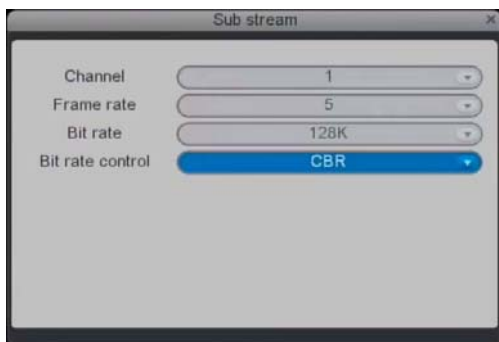 Sub stream ×
Channel 1
Frame rate 5
Bit rate 128K
Bit rate control CBR